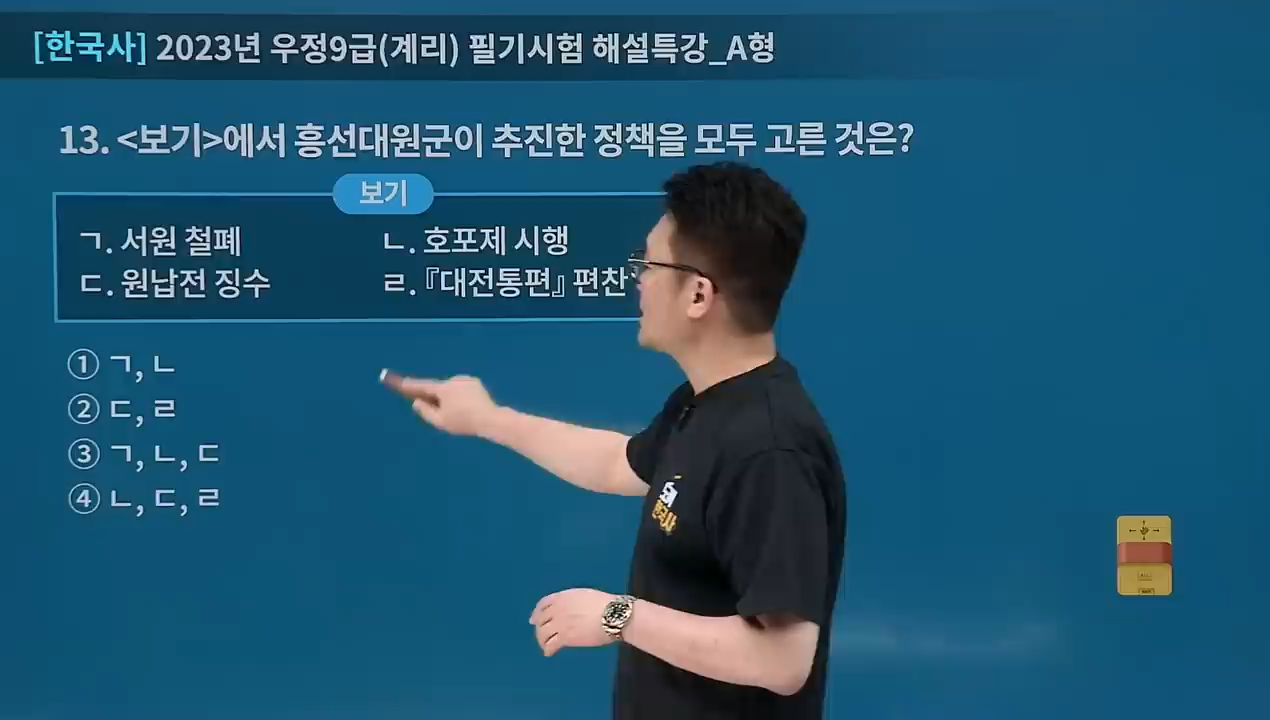 [한국사] 2023년 우정9급(계리) 필기시험 해설특강_A형
13. <보기>에서 흥선대원군이 추진한 정책을 모두 고른 것은?
보기
ㄱ. 서원 철폐 ㄴ. 호포제 시행
ㄷ. 원납전 징수 ㄹ. 『대전통편』 편찬
① ㄱ, ㄴ
② ㄷ, ㄹ
③ ㄱ, ㄴ, ㄷ
④ ㄴ, ㄷ, ㄹ
한국사